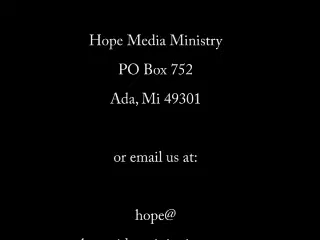 Hope Media Ministry
PO Box 752
Ada, Mi 49301
or email us at:
hope@